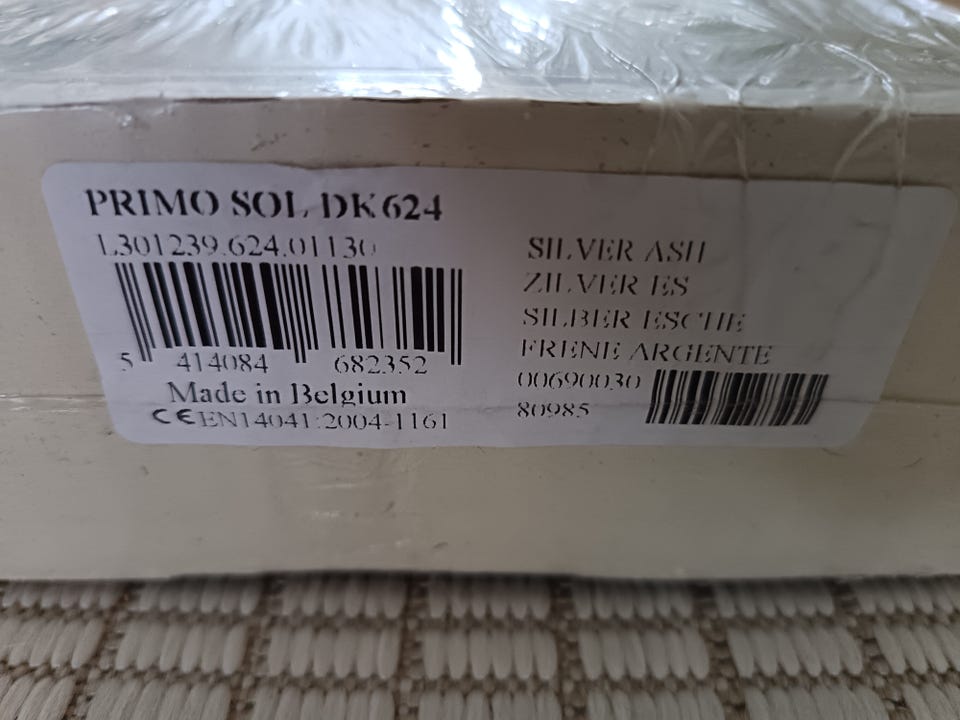 PRIMO SOL DK624
L301239.624.01130
5 414084 682352
Made in Belgium
CE EN14041:2004-1161
SILVER ASH
ZILVER ES
SILBER ESCHE
FRENE ARGENTE
00690030
80985